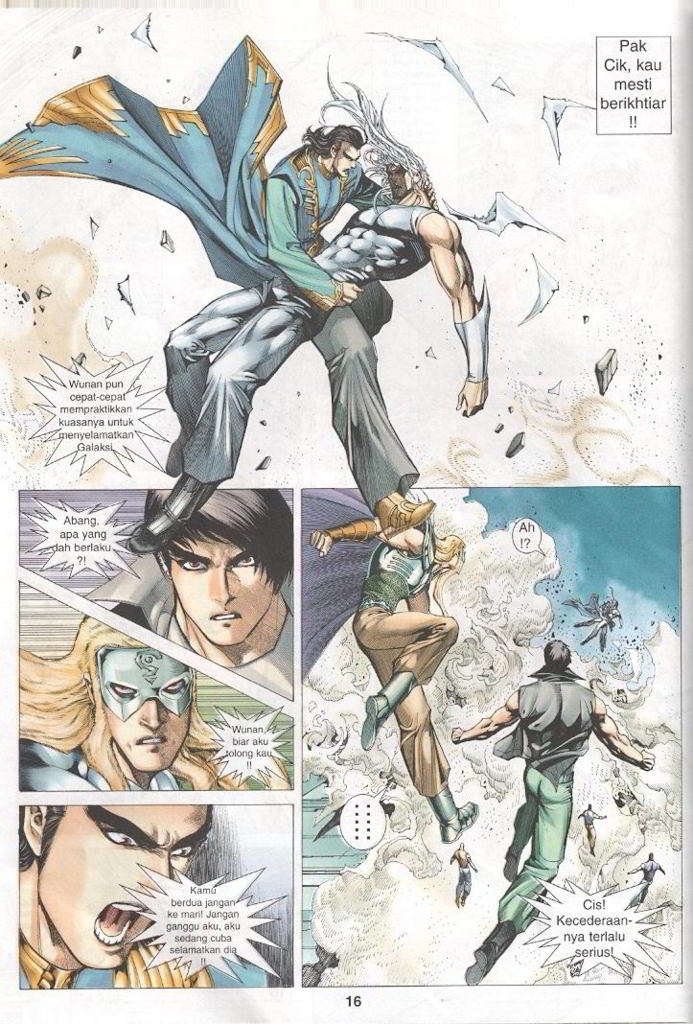 Pak
Cik, kau
mesti
berikhtiar
!!
Wunan pun
cepat-cepat
mempraktikkan
kuasanya untuk
menyelamatkan
Galaksi.
Abang,
apa yang
dah berlaku
?!
Wunan,
biar aku
tolong kau
!!
Kamu
berdua jangan
ke mari! Jangan
ganggu aku, aku
sedang cuba
selamatkan dia
!!
Ah
!?
Cis!
Kecederaan-
nya terlalu
serius!
16